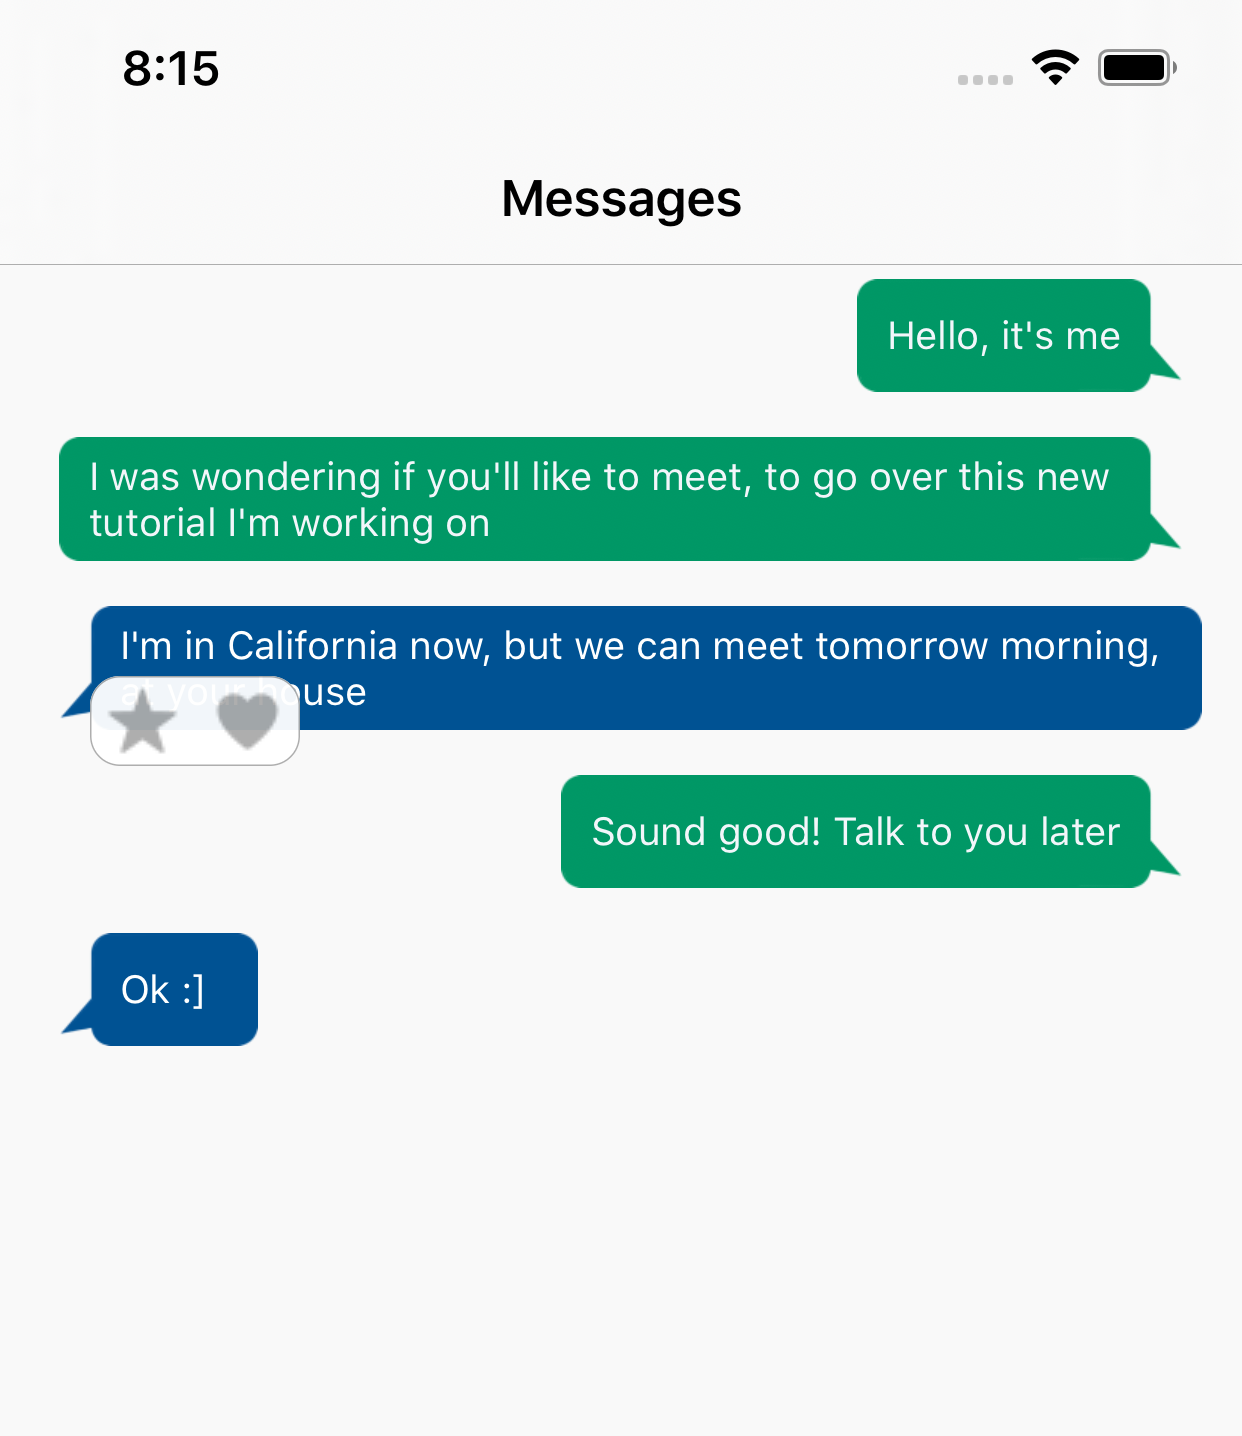 8:15
Messages
Hello, it's me
I was wondering if you'll like to meet, to go over this new
tutorial I'm working on
I'm in California now, but we can meet tomorrow morning,
at your house
Sound good! Talk to you later
Ok :]